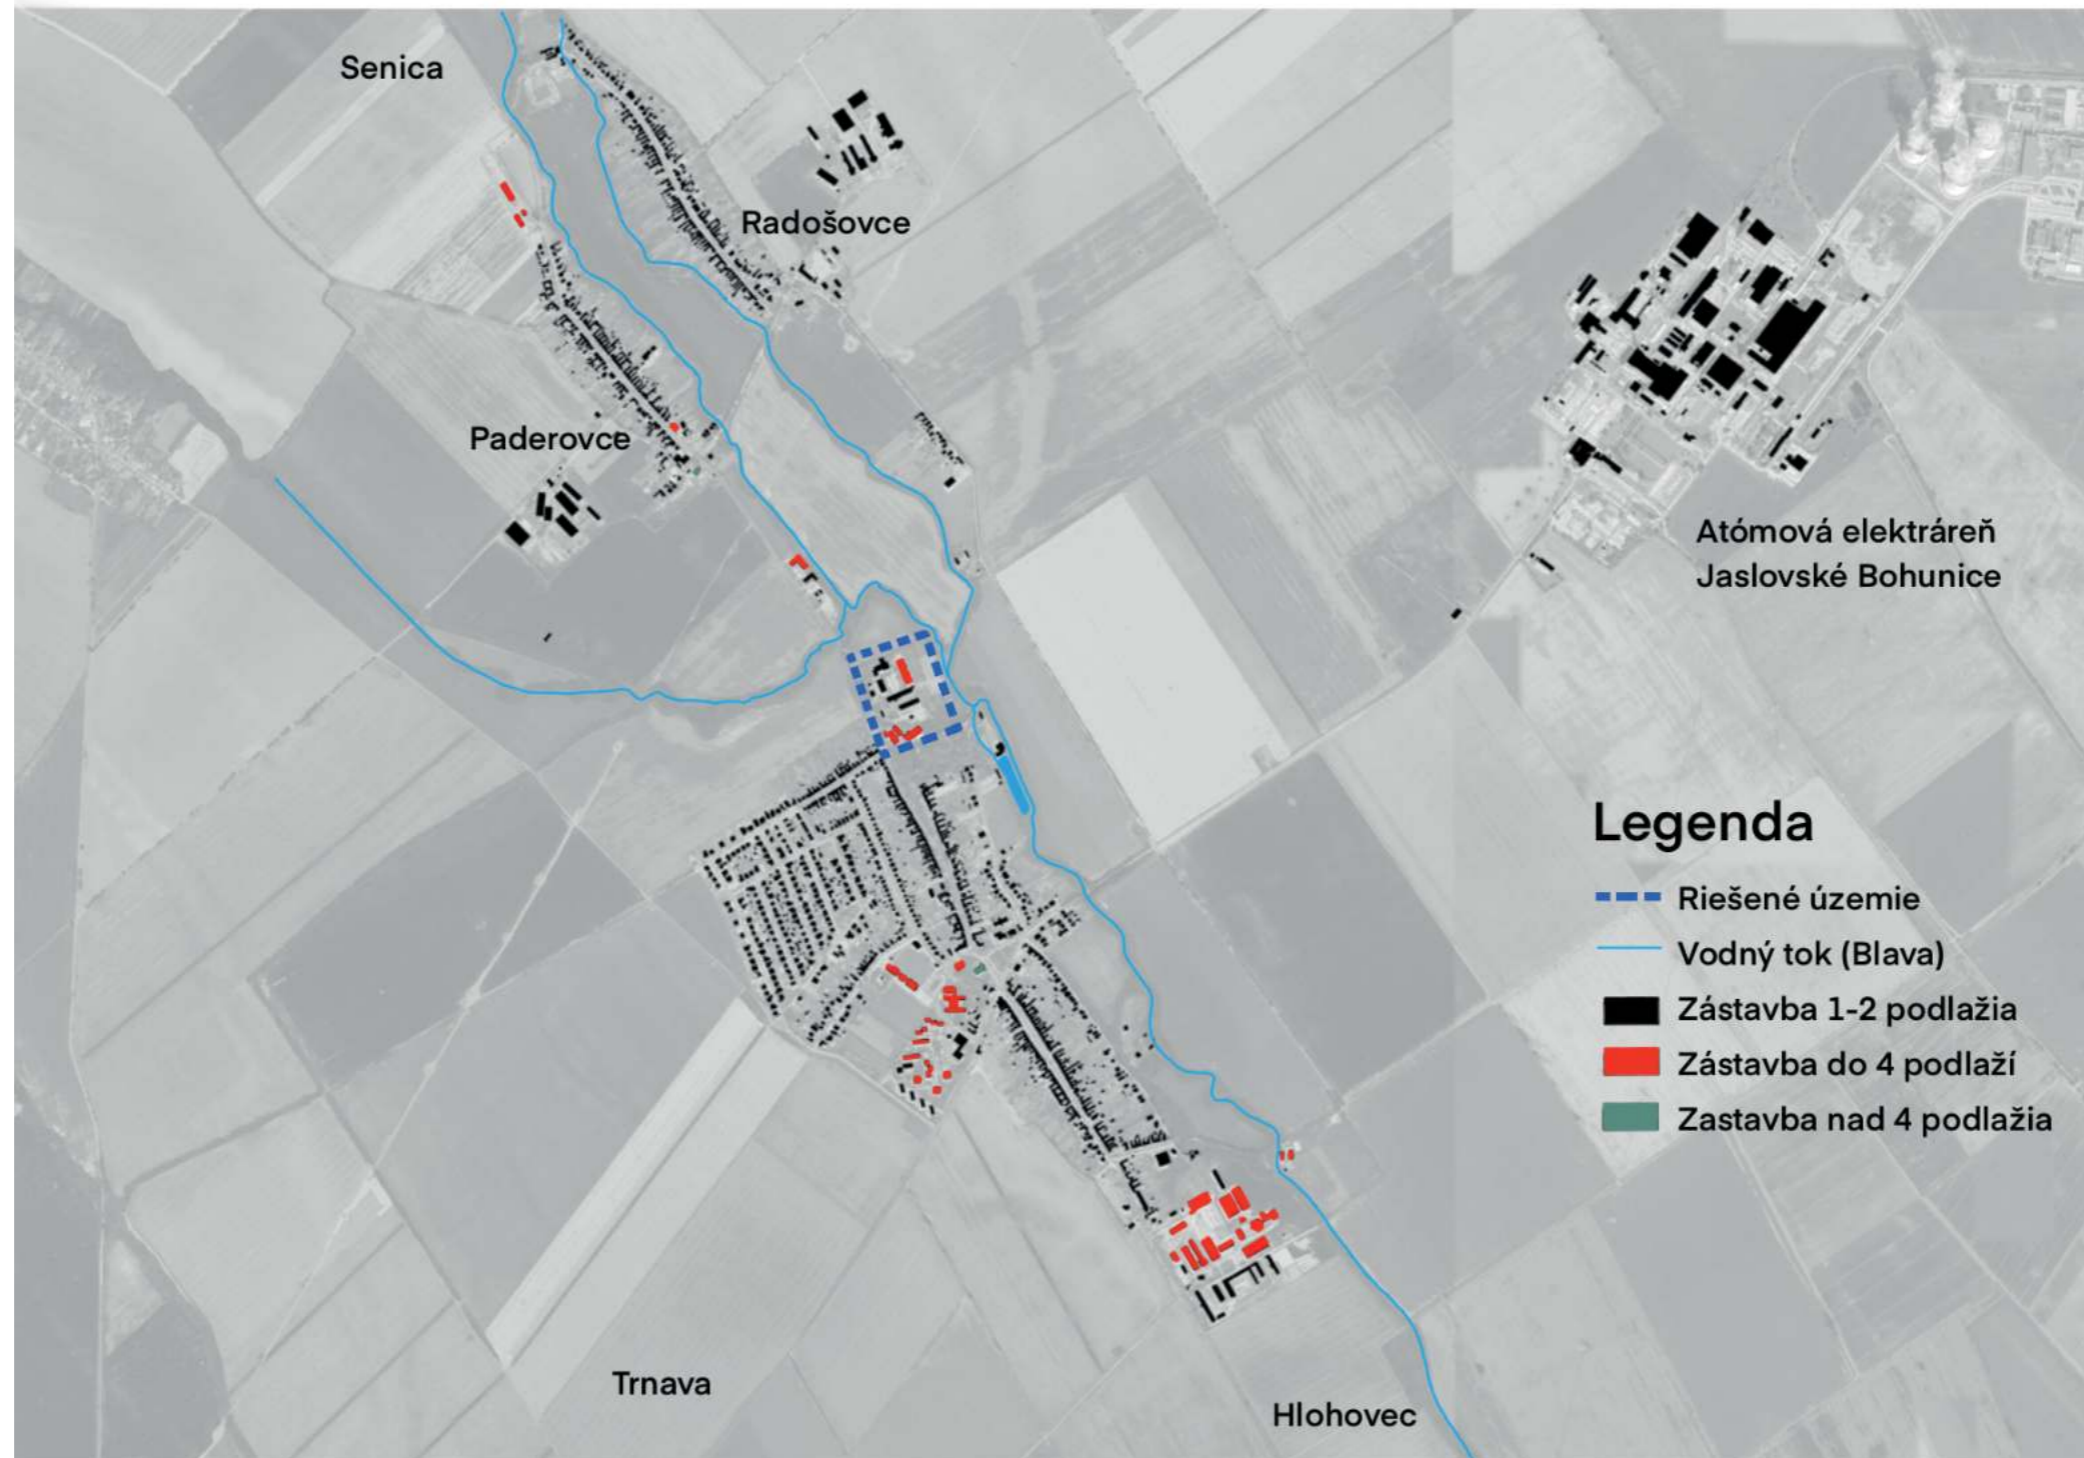 Senica
Radošovce
Paderovce
Atómová elektráreň
Jaslovské Bohunice
Legenda
Riešené územie
Vodný tok (Blava)
Zástavba 1-2 podlažia
Zástavba do 4 podlaží
Zastavba nad 4 podlažia
Trnava
Hlohovec